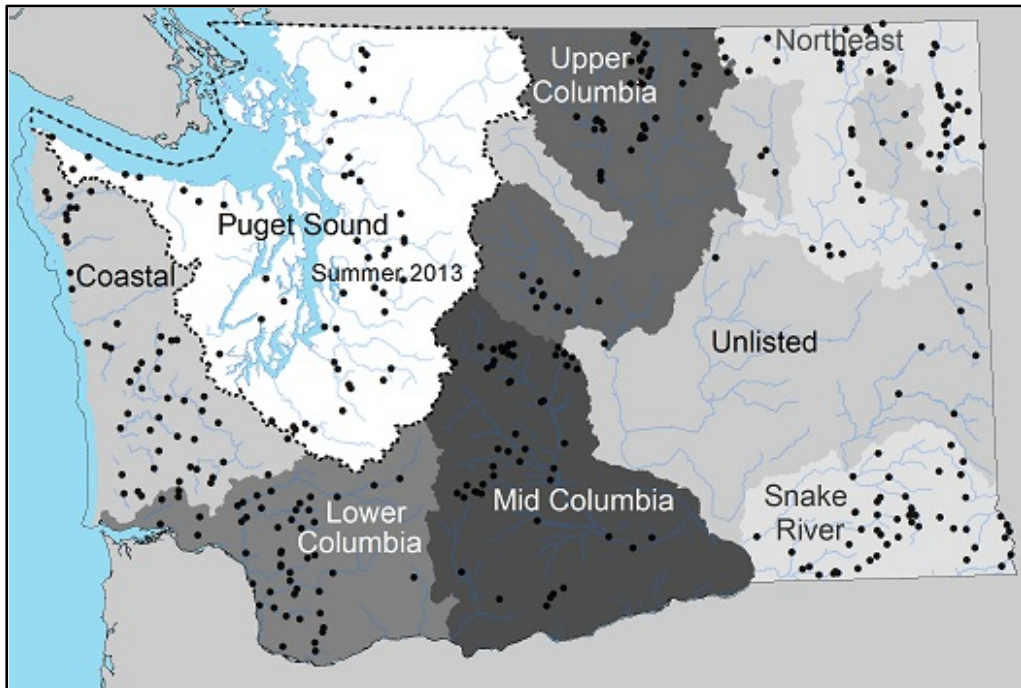 Northeast
Upper
Columbia
Puget Sound
Coastal
Summer 2013
Unlisted
Mid Columbia
Snake
River
Lower
Columbia